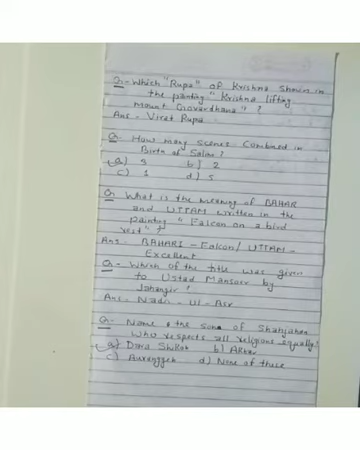 Q- Which "Rupa" of Krishna shown in
the painting "Krishna lifting
mount Govardhana"?
Ans - Virat Rupa
Q- How many scenes combined in
Birth of Salim?
a) 3 b) 2
c) 1 d) 5
Q- What is the meaning of BAHAR
and UTTAM written in the
painting "Falcon on a bird
rest"?
Ans - BAHARI - Falcon/ UTTAM -
Excellent
Q- Which of the title was given
to Ustad Mansoor by
Jahangir?
Ans - Nadir - Ul - Asr
Q- Name the sons of Shahjahan
who respects all religions equally?
a) Dara Shikoh b) Akbar
c) d) None of these